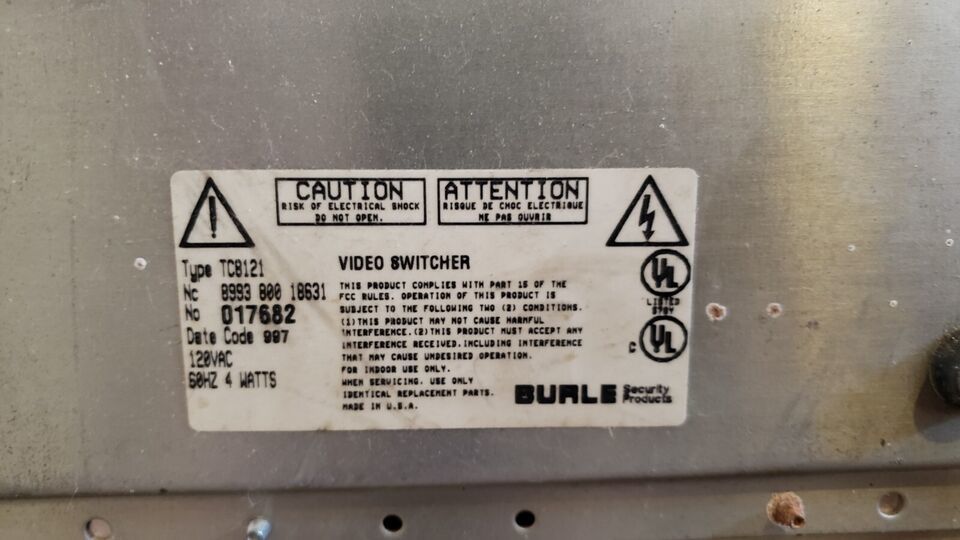 CAUTION
RISK OF ELECTRICAL SHOCK
DO NOT OPEN.
ATTENTION
RISQUE DE CHOC ELECTRIQUE
NE PAS OUVRIR
Type TC8121
Nc 8993 800 18631
No 017682
Date Code 997
120VAC
60HZ 4 WATTS
VIDEO SWITCHER
THIS PRODUCT COMPLIES WITH PART 15 OF THE
FCC RULES. OPERATION OF THIS PRODUCT IS
SUBJECT TO THE FOLLOWING TWO (2) CONDITIONS.
(1)THIS PRODUCT MAY NOT CAUSE HARMFUL
INTERFERENCE.(2)THIS PRODUCT MUST ACCEPT ANY
INTERFERENCE RECEIVED,INCLUDING INTERFERENCE
THAT MAY CAUSE UNDESIRED OPERATION.
FOR INDOOR USE ONLY.
WHEN SERVICING, USE ONLY
IDENTICAL REPLACEMENT PARTS.
MADE IN U.S.A.
BURLE Security
Products
UL
LISTED
C UL